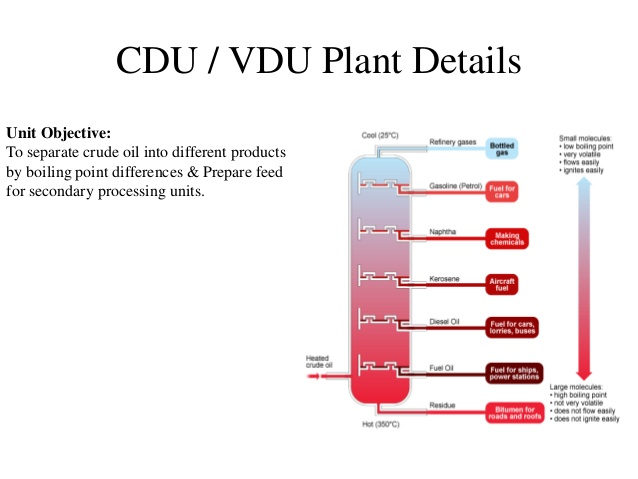 CDU / VDU Plant Details
Unit Objective:
To separate crude oil into different products
by boiling point differences & Prepare feed
for secondary processing units.
Cool (25°C)
Refinery gases
Bottled
gas
Gasoline (Petrol)
Fuel for
cars
Naphtha
Making
chemicals
Kerosene
Aircraft
fuel
Diesel Oil
Fuel for cars,
lorries, buses
Heated
crude oil
Fuel Oil
Fuel for ships,
power stations
Residue
Bitumen for
roads and roofs
Hot (350°C)
Small molecules:
• low boiling point
• very volatile
• flows easily
• ignites easily
Large molecules:
• high boiling point
• not very volatile
• does not flow easily
• does not ignite easily